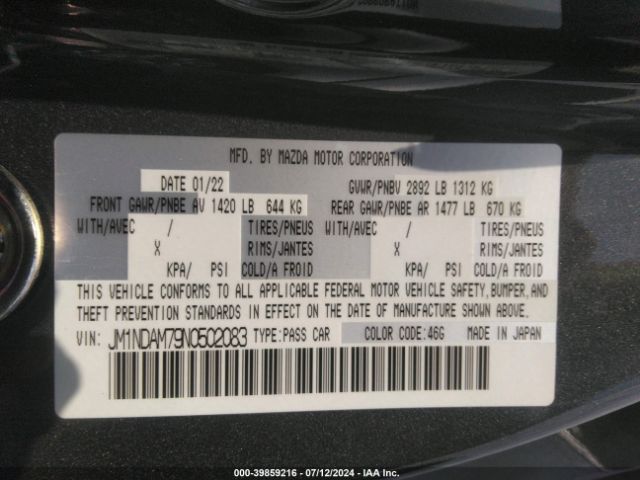 MFD. BY MAZDA MOTOR CORPORATION
DATE 01/22 GVWR/PNBV 2892 LB 1312 KG
FRONT GAWR/PNBE AV 1420 LB 644 KG REAR GAWR/PNBE AR 1477 LB 670 KG
WITH/AVEC / TIRES/PNEUS WITH/AVEC / TIRES/PNEUS
X RIMS/JANTES X RIMS/JANTES
KPA/ PSI COLD/A FROID KPA/ PSI COLD/A FROID
THIS VEHICLE CONFORMS TO ALL APPLICABLE FEDERAL MOTOR VEHICLE SAFETY, BUMPER, AND
THEFT PREVENTION STANDARDS IN EFFECT ON THE DATE OF MANUFACTURE SHOWN ABOVE.
VIN: JM1NDAM79N0502083 TYPE:PASS CAR COLOR CODE:46G MADE IN JAPAN
000-39859216 - 07/12/2024 - IAA Inc.